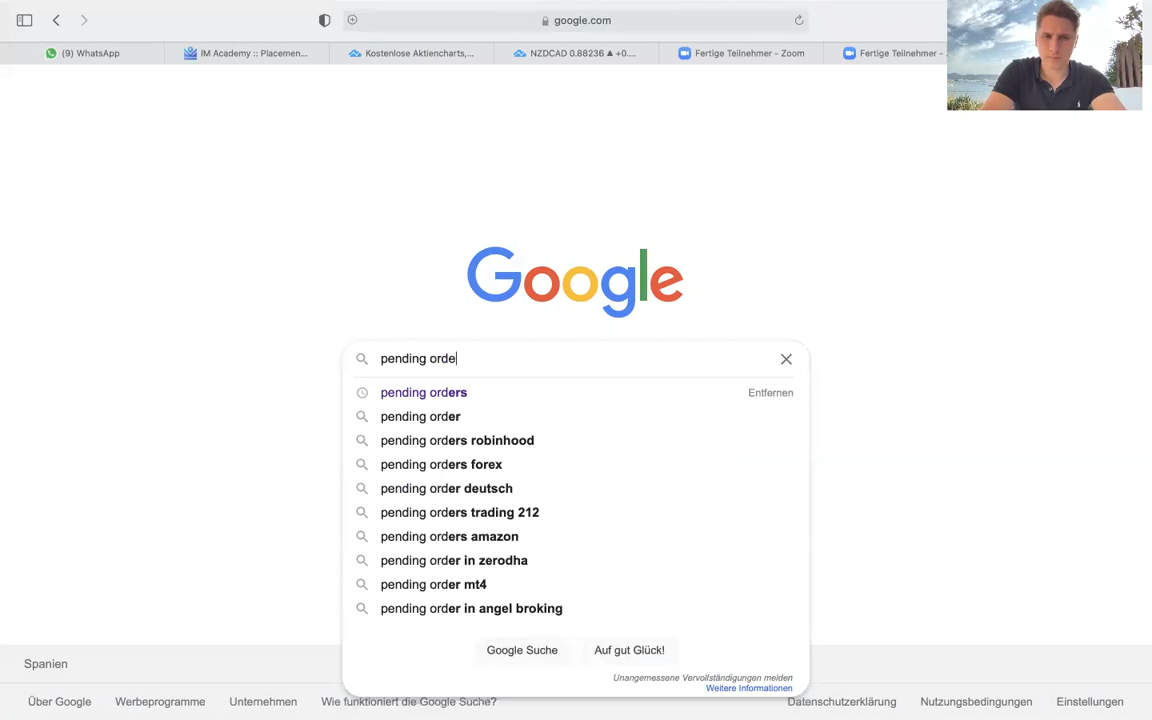 google.com
(9) WhatsApp
IM Academy :: Placemen...
Kostenlose Aktiencharts,...
NZDCAD 0.88236 ▲ +0....
Fertige Teilnehmer - Zoom
Fertige Teilnehmer -
Google
pending orde
pending orders
Entfernen
pending order
pending orders robinhood
pending orders forex
pending order deutsch
pending orders trading 212
pending orders amazon
pending order in zerodha
pending order mt4
pending order in angel broking
Google Suche
Auf gut Glück!
Unangemessene Vervollständigungen melden
Weitere Informationen
Spanien
Über Google
Werbeprogramme
Unternehmen
Wie funktioniert die Google Suche?
Datenschutzerklärung
Nutzungsbedingungen
Einstellungen